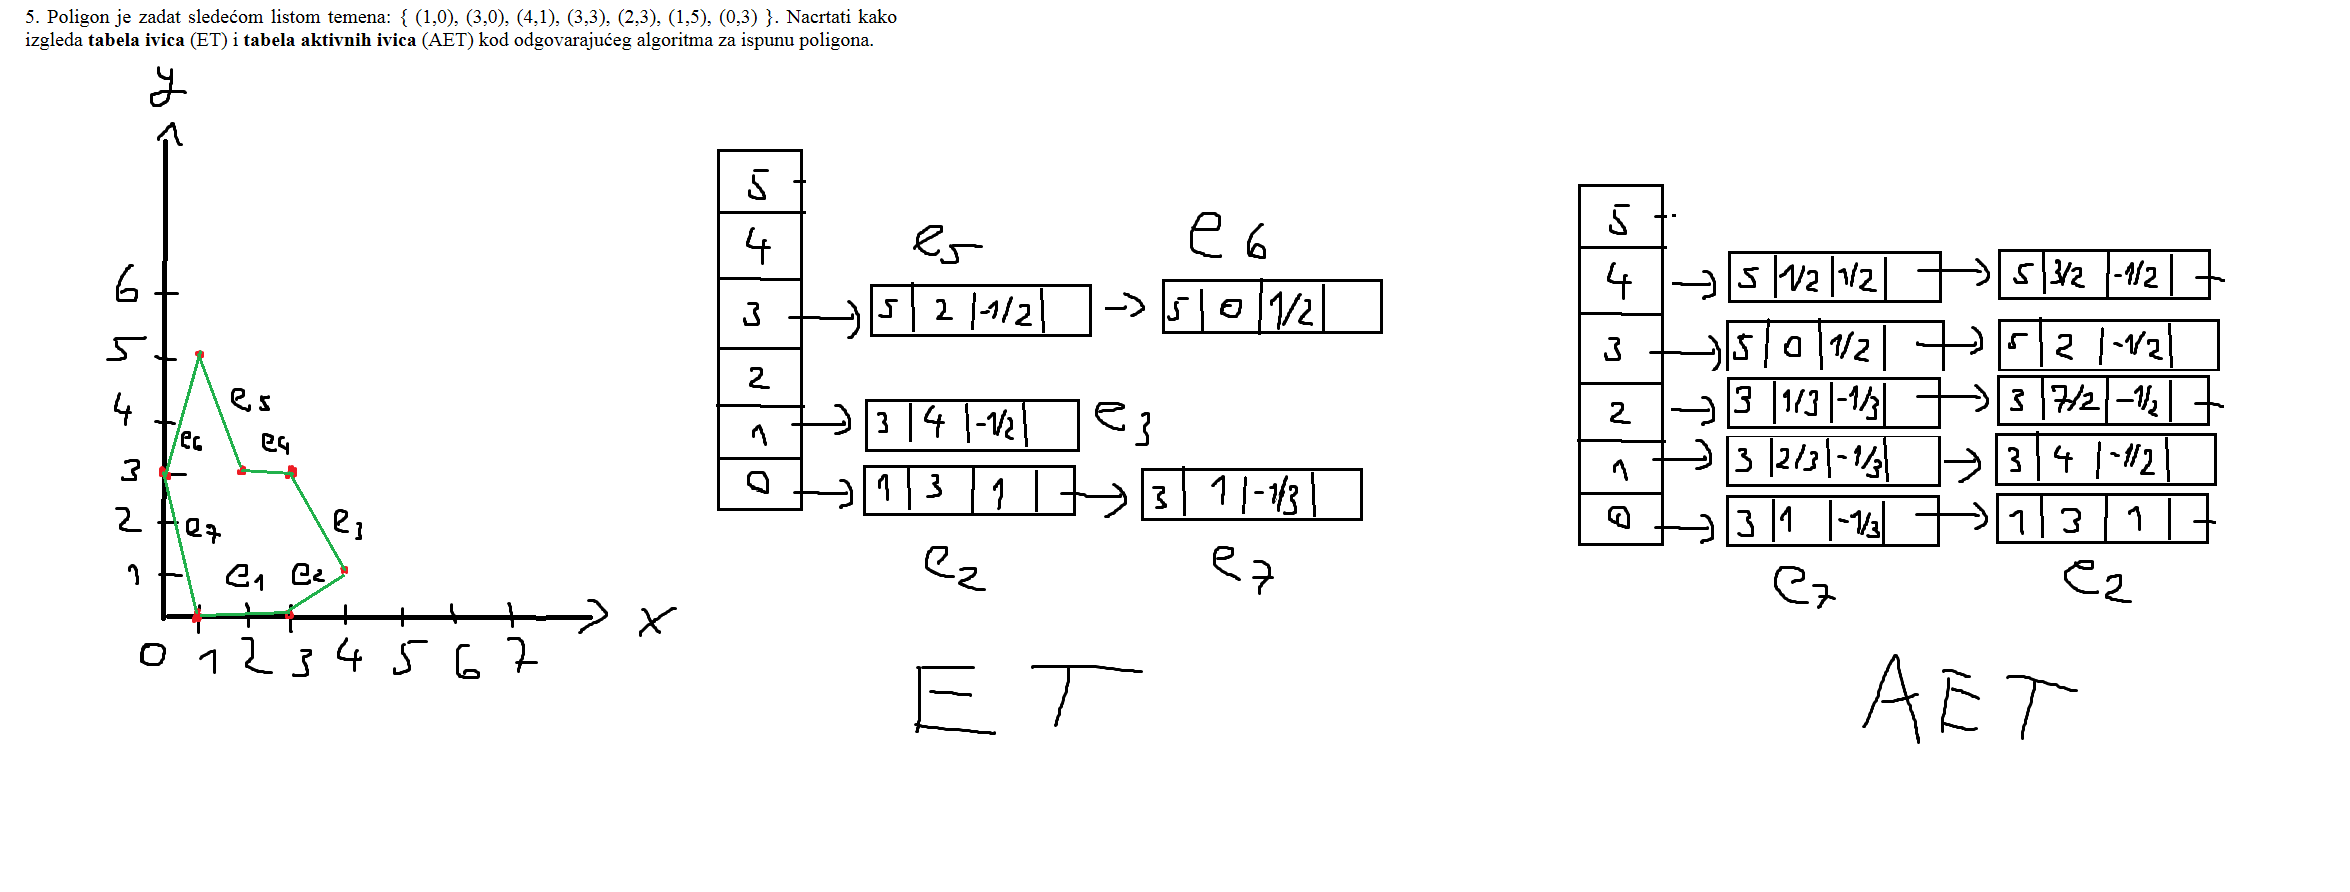 5. Poligon je zadat sledećom listom temena: { (1,0), (3,0), (4,1), (3,3), (2,3), (1,5), (0,3) }. Nacrtati kako
izgleda tabela ivica (ET) i tabela aktivnih ivica (AET) kod odgovarajućeg algoritma za ispunu poligona.
y
6
5
4
3
2
1
0 1 2 3 4 5 6 7 x
e5
e6 e4
e7 e3
e1 e2
5
4
e5 e6
3 5 2 -1/2 5 0 1/2
2
1 3 4 -1/2 e3
0 1 3 1 3 1 -1/3
e2 e7
ET
5
4 5 1/2 1/2 5 3/2 -1/2
3 5 0 1/2 5 2 -1/2
2 3 1/3 -1/3 3 7/2 -1/2
1 3 2/3 -1/3 3 4 -1/2
0 3 1 -1/3 1 3 1
e7 e2
AET